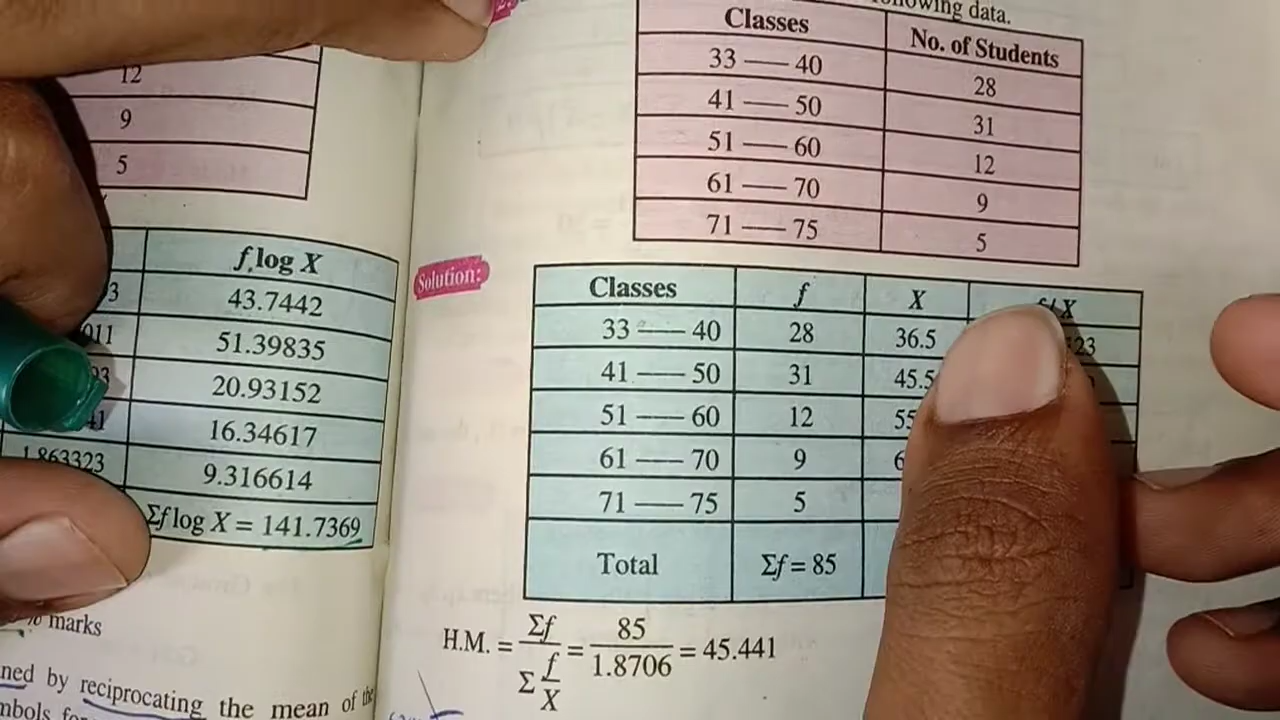 12
9
5
f log X
43.7442
51.39835
20.93152
16.34617
1.863323 9.316614
Σf log X = 141.7369
% marks
by reciprocating the mean of the
following data.
Classes No. of Students
33 — 40 28
41 — 50 31
51 — 60 12
61 — 70 9
71 — 75 5
Solution:
Classes f X
33 — 40 28 36.5
41 — 50 31 45.5
51 — 60 12
61 — 70 9
71 — 75 5
Total Σf = 85
H.M. = Σf / Σ f/X = 85 / 1.8706 = 45.441